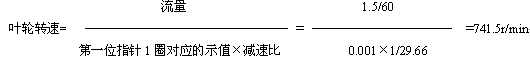 流量 1.5/60
叶轮转速= ———— = ———— =741.5r/min
第一位指针1圈对应的示值×减速比 0.001×1/29.66